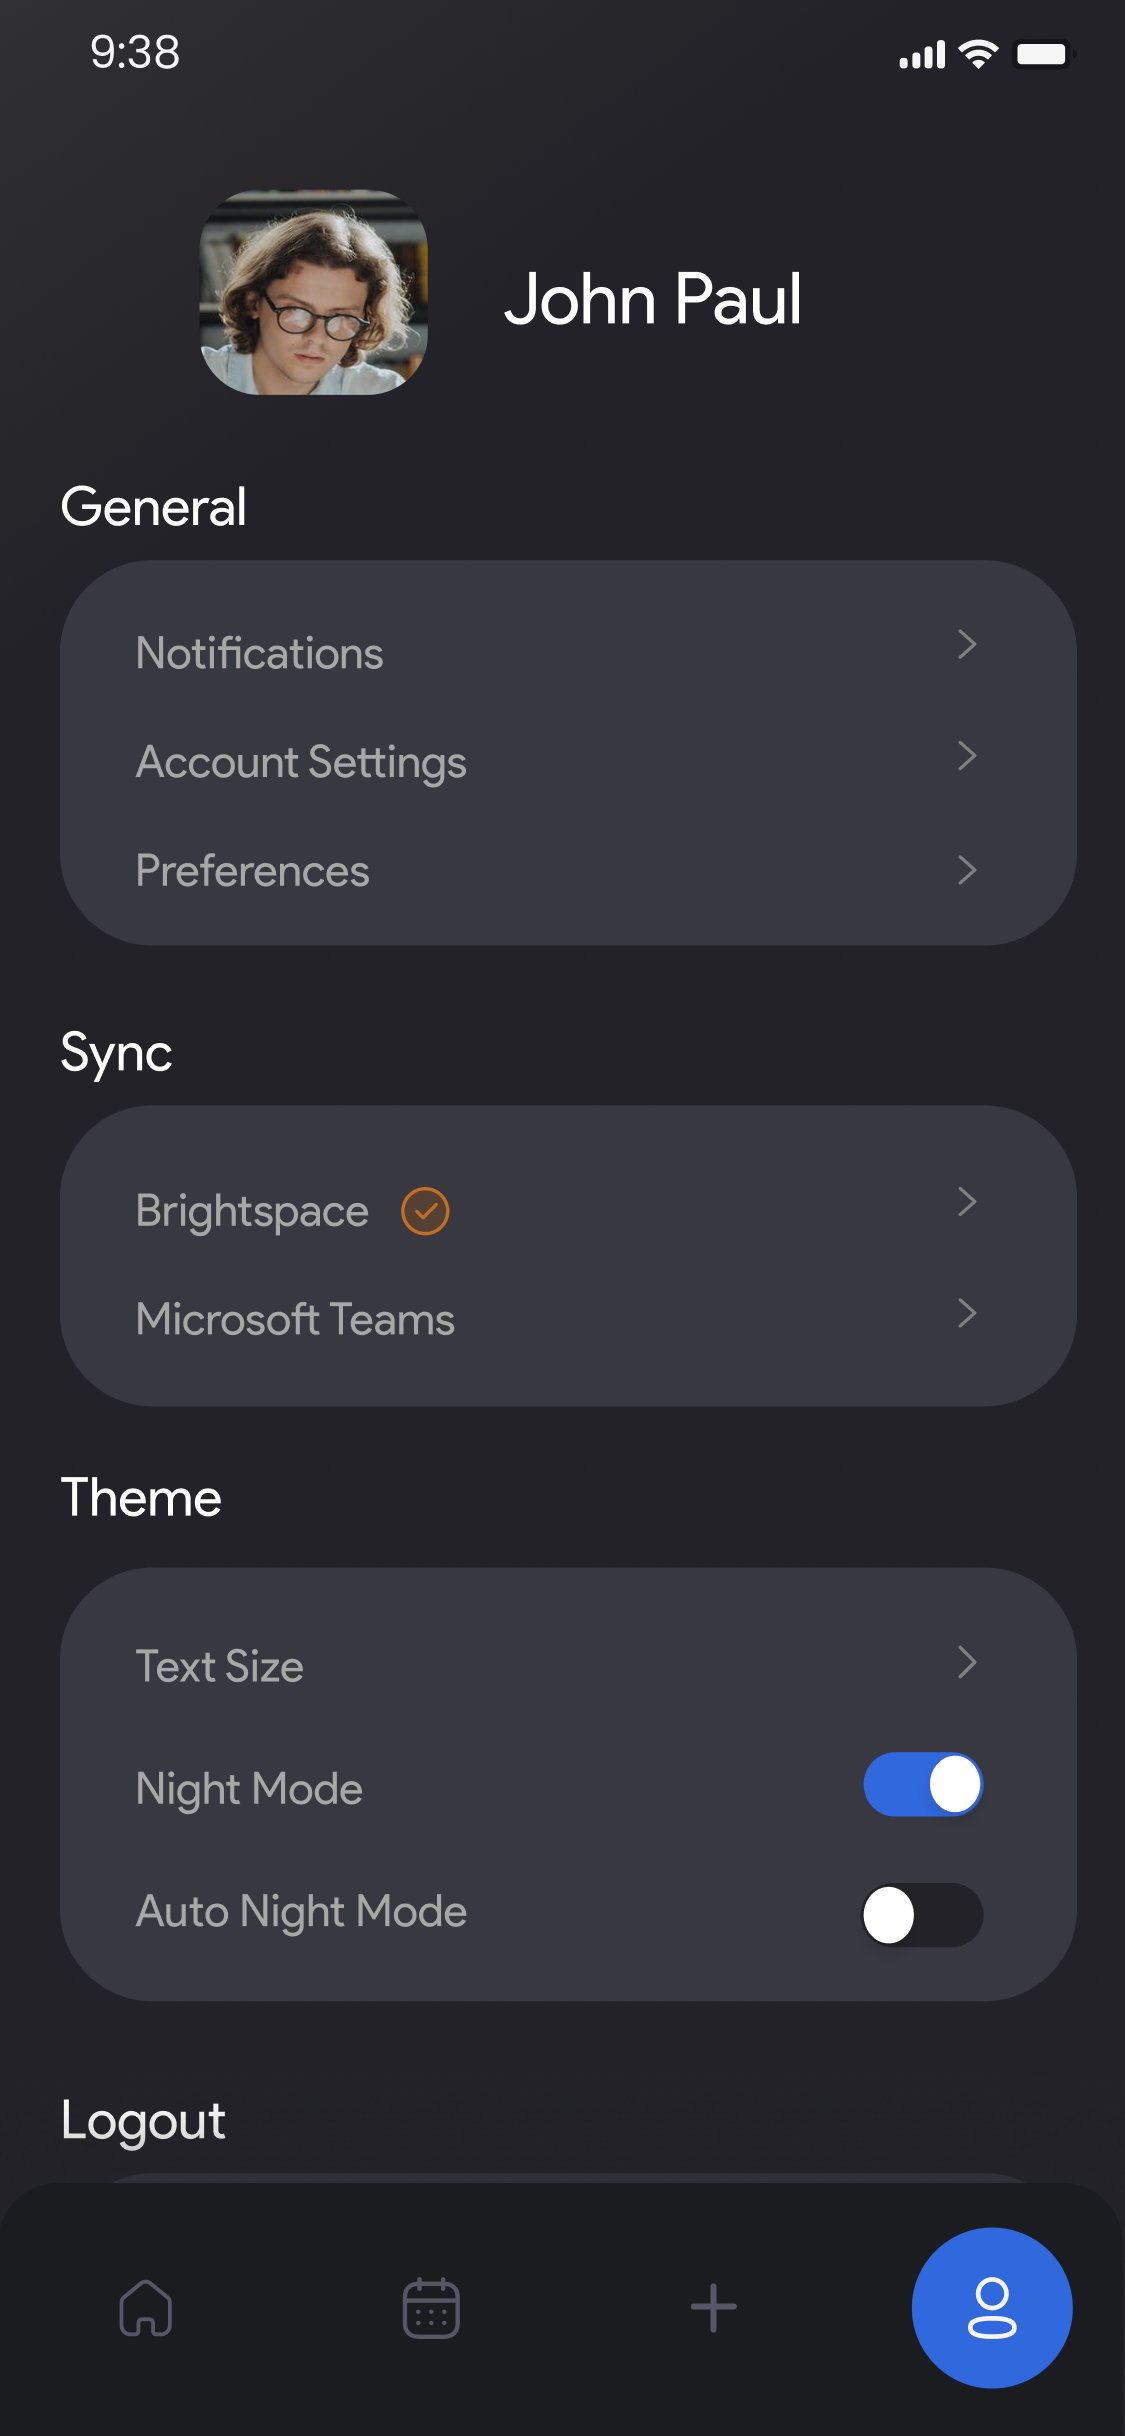 9:38
John Paul
General
Notifications
Account Settings
Preferences
Sync
Brightspace
Microsoft Teams
Theme
Text Size
Night Mode
Auto Night Mode
Logout